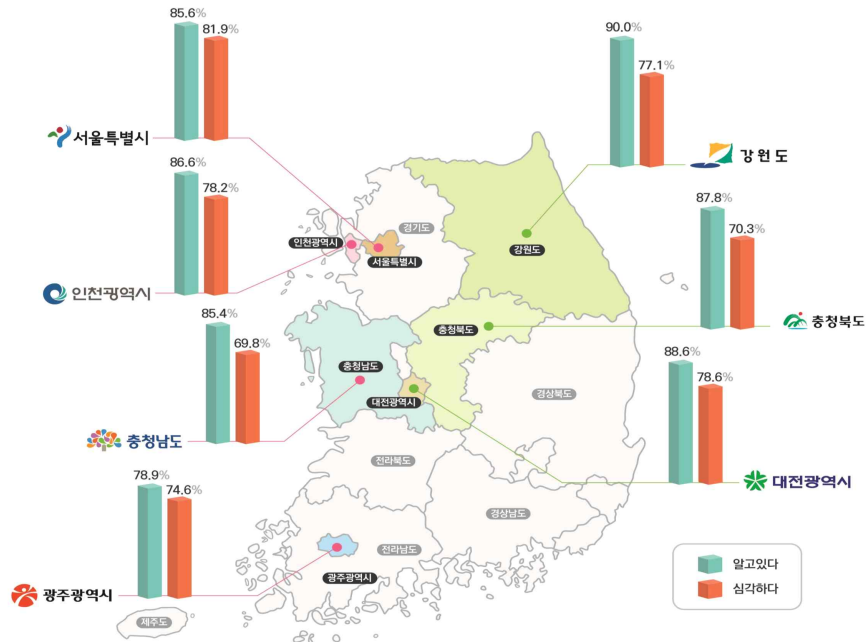 85.6%
81.9%
서울특별시
90.0%
77.1%
강원도
86.6%
78.2%
인천광역시
87.8%
70.3%
충청북도
85.4%
69.8%
충청남도
88.6%
78.6%
대전광역시
78.9%
74.6%
광주광역시
경기도
인천광역시
서울특별시
강원도
충청북도
충청남도
대전광역시
경상북도
전라북도
경상남도
전라남도
광주광역시
제주도
알고있다
심각하다